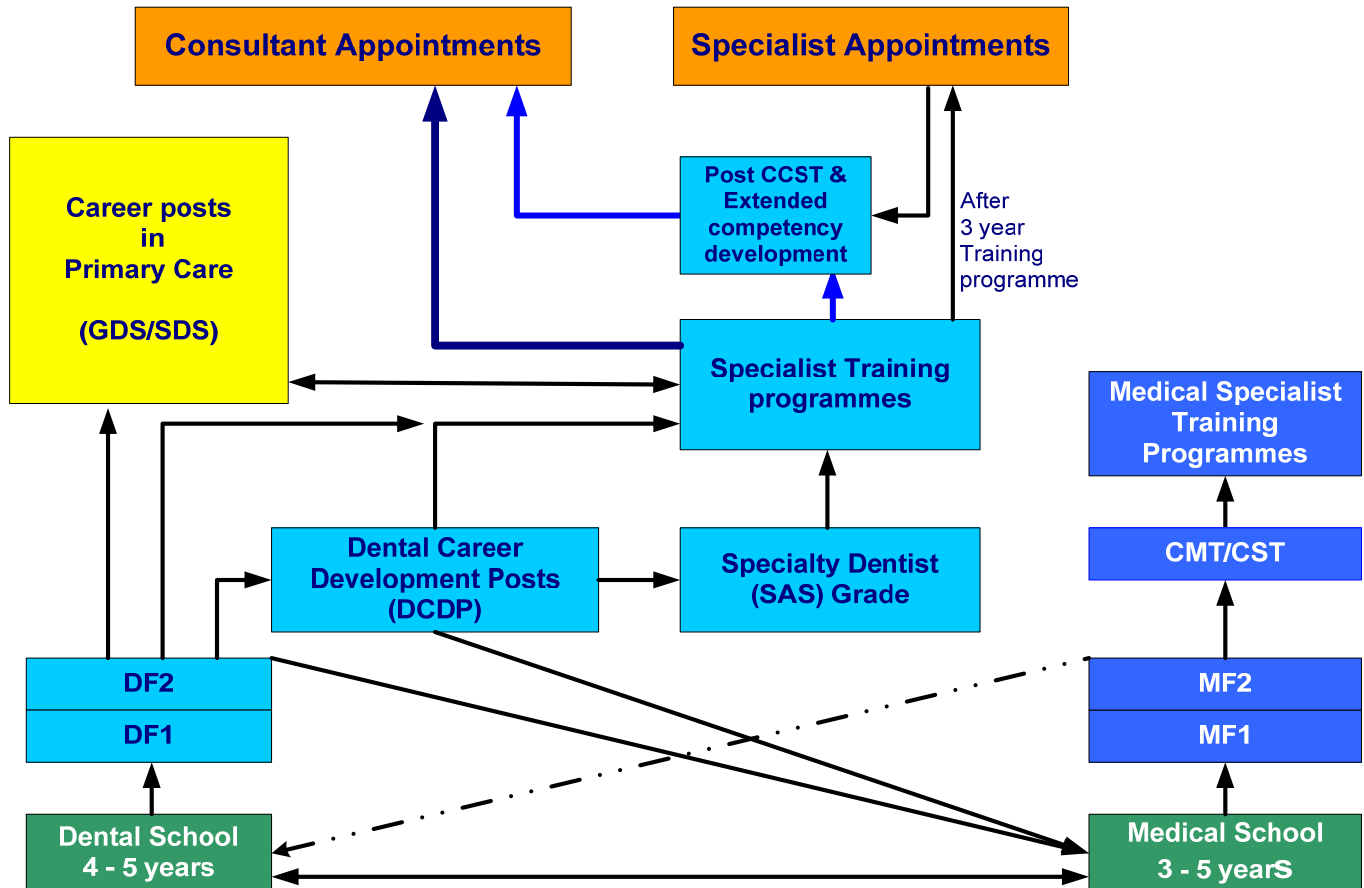 Consultant Appointments
Specialist Appointments
Career posts
in
Primary Care
(GDS/SDS)
Post CCST &
Extended
competency
development
After
3 year
Training
programme
Specialist Training
programmes
Medical Specialist
Training
Programmes
Dental Career
Development Posts
(DCDP)
Specialty Dentist
(SAS) Grade
CMT/CST
DF2
DF1
MF2
MF1
Dental School
4 - 5 years
Medical School
3 - 5 years